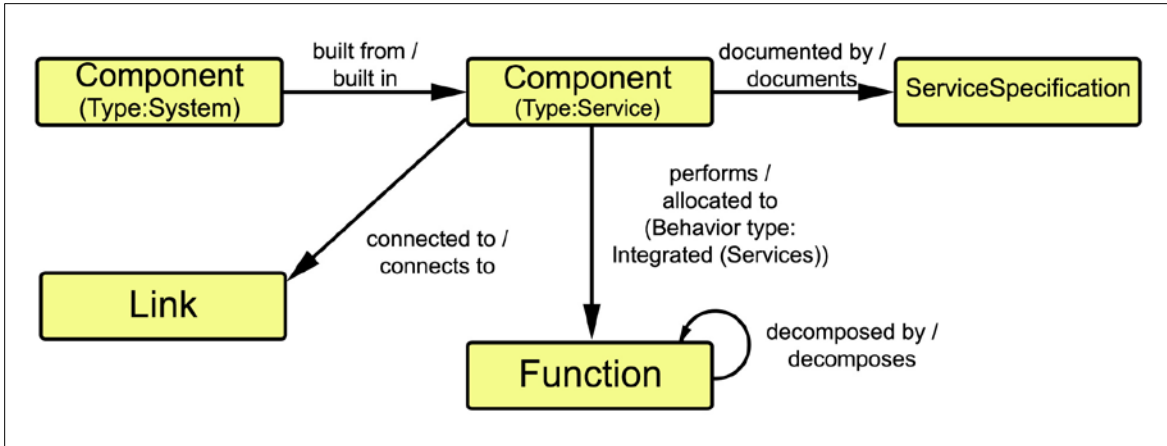 Component
(Type:System)
built from /
built in
Component
(Type:Service)
documented by /
documents
ServiceSpecification
performs /
allocated to
(Behavior type:
Integrated (Services))
connected to /
connects to
Link
Function
decomposed by /
decomposes